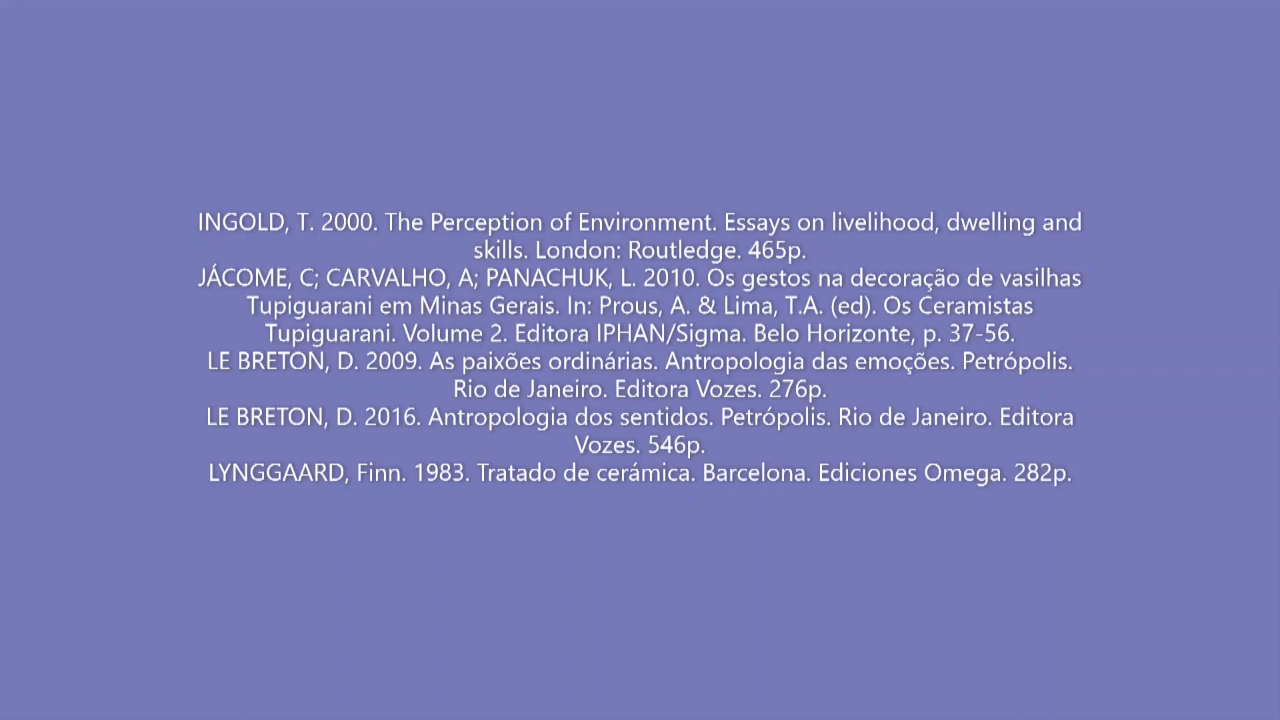 INGOLD, T. 2000. The Perception of Environment. Essays on livelihood, dwelling and
skills. London: Routledge. 465p.
JÁCOME, C; CARVALHO, A; PANACHUK, L. 2010. Os gestos na decoração de vasilhas
Tupiguarani em Minas Gerais. In: Prous, A. & Lima, T.A. (ed). Os Ceramistas
Tupiguarani. Volume 2. Editora IPHAN/Sigma. Belo Horizonte, p. 37-56.
LE BRETON, D. 2009. As paixões ordinárias. Antropologia das emoções. Petrópolis.
Rio de Janeiro. Editora Vozes. 276p.
LE BRETON, D. 2016. Antropologia dos sentidos. Petrópolis. Rio de Janeiro. Editora
Vozes. 546p.
LYNGGAARD, Finn. 1983. Tratado de cerámica. Barcelona. Ediciones Omega. 282p.